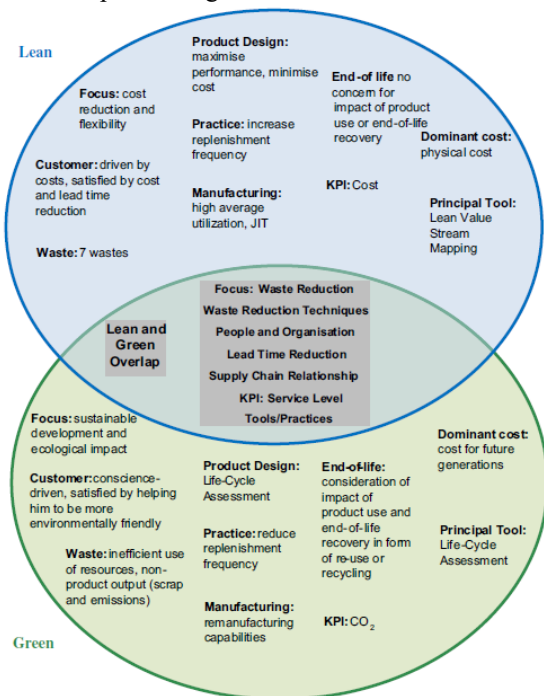 Lean
Product Design:
maximise
performance, minimise
cost
Focus: cost
reduction and
flexibility
End-of life no
concern for
impact of product
use or end-of-life
recovery
Practice: increase
replenishment
frequency
Dominant cost:
physical cost
Customer: driven by
costs, satisfied by cost
and lead time
reduction
Manufacturing:
high average
utilization, JIT
KPI: Cost
Principal Tool:
Lean Value
Stream
Mapping
Waste: 7 wastes
Lean and
Green
Overlap
Focus: Waste Reduction
Waste Reduction Techniques
People and Organisation
Lead Time Reduction
Supply Chain Relationship
KPI: Service Level
Tools/Practices
Focus: sustainable
development and
ecological impact
Customer: conscience-
driven, satisfied by helping
him to be more
environmentally friendly
Waste: inefficient use
of resources, non-
product output (scrap
and emissions)
Product Design:
Life-Cycle
Assessment
Practice: reduce
replenishment
frequency
Manufacturing:
remanufacturing
capabilities
End-of-life:
consideration of
impact of
product use and
end-of-life
recovery in form
of re-use or
recycling
KPI: CO₂
Dominant cost:
cost for future
generations
Principal Tool:
Life-Cycle
Assessment
Green